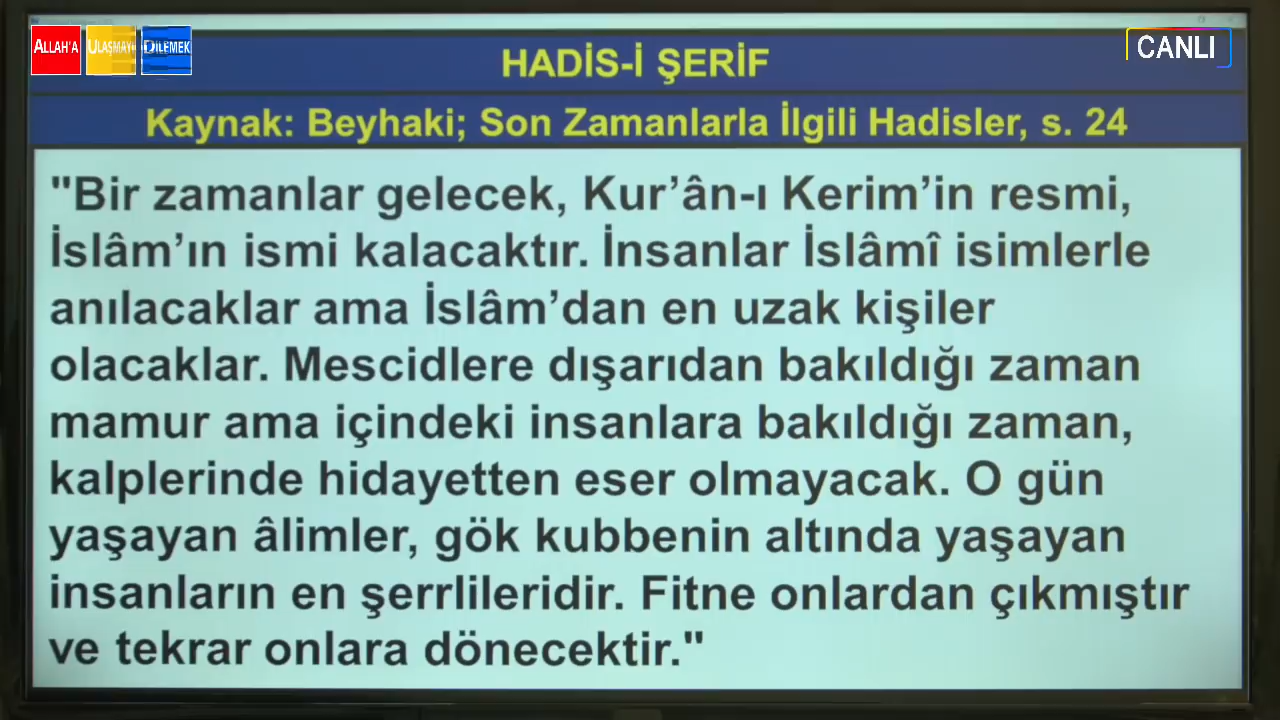 ALLAH'A ULAŞMAYI DİLEMEK
CANLI
HADİS-İ ŞERİF
Kaynak: Beyhaki; Son Zamanlarla İlgili Hadisler, s. 24
"Bir zamanlar gelecek, Kur’ân-ı Kerim’in resmi,
İslâm’ın ismi kalacaktır. İnsanlar İslâmî isimlerle
anılacaklar ama İslâm’dan en uzak kişiler
olacaklar. Mescidlere dışarıdan bakıldığı zaman
mamur ama içindeki insanlara bakıldığı zaman,
kalplerinde hidayetten eser olmayacak. O gün
yaşayan âlimler, gök kubbenin altında yaşayan
insanların en şerrlileridir. Fitne onlardan çıkmıştır
ve tekrar onlara dönecektir."